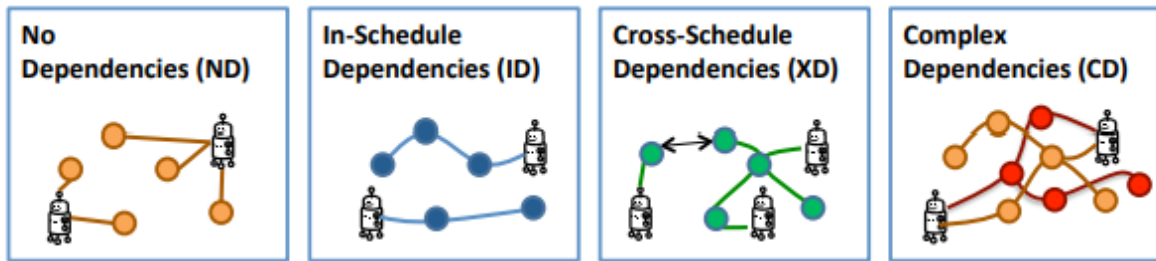 No
Dependencies (ND)
In-Schedule
Dependencies (ID)
Cross-Schedule
Dependencies (XD)
Complex
Dependencies (CD)